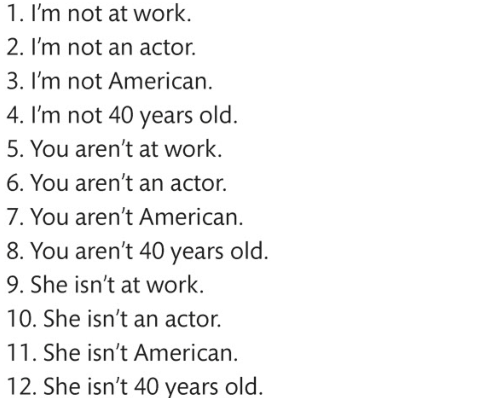 1. I’m not at work.
2. I’m not an actor.
3. I’m not American.
4. I’m not 40 years old.
5. You aren’t at work.
6. You aren’t an actor.
7. You aren’t American.
8. You aren’t 40 years old.
9. She isn’t at work.
10. She isn’t an actor.
11. She isn’t American.
12. She isn’t 40 years old.